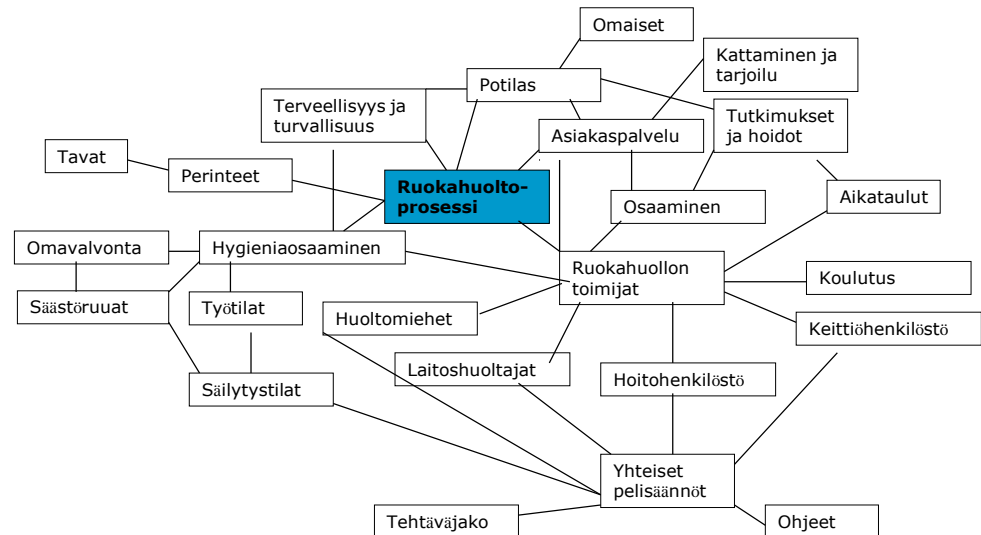 Omaiset
Kattaminen ja
tarjoilu
Potilas
Terveellisyys ja
turvallisuus
Tutkimukset
ja hoidot
Asiakaspalvelu
Tavat
Perinteet
Ruokahuolto-
prosessi
Aikataulut
Osaaminen
Omavalvonta
Hygieniaosaaminen
Ruokahuollon
toimijat
Koulutus
Säästöruuat
Työtilat
Huoltomiehet
Keittiöhenkilöstö
Laitoshuoltajat
Hoitohenkilöstö
Säilytystilat
Yhteiset
pelisäännöt
Tehtäväjako
Ohjeet